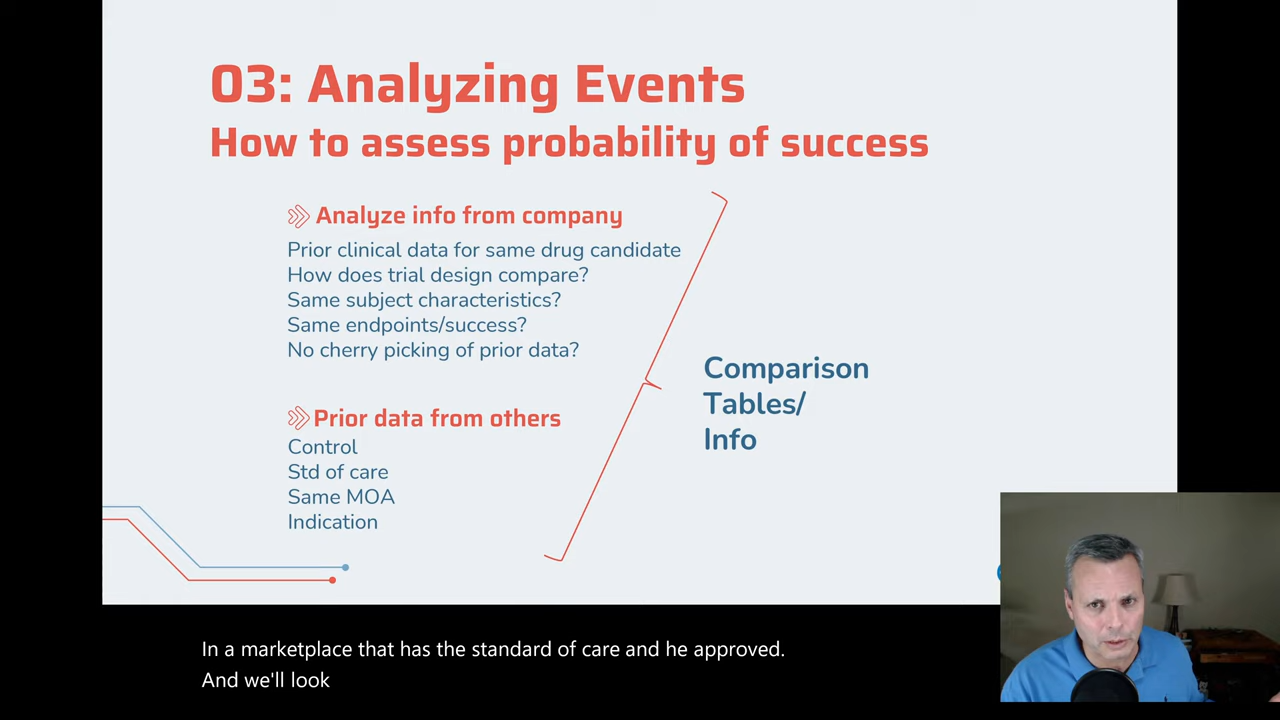 03: Analyzing Events
How to assess probability of success
Analyze info from company
Prior clinical data for same drug candidate
How does trial design compare?
Same subject characteristics?
Same endpoints/success?
No cherry picking of prior data?
Prior data from others
Control
Std of care
Same MOA
Indication
Comparison
Tables/
Info
In a marketplace that has the standard of care and he approved.
And we'll look